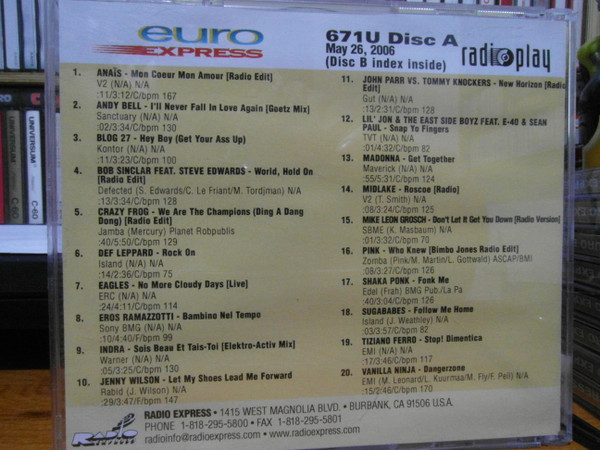 euro
EXPRESS
671U Disc A
May 26, 2006
(Disc B index inside)
radioplay
1. ANAÏS - Mon Coeur Mon Amour [Radio Edit]
V2 (N/A) N/A
:11/3:12/C/bpm 167
2. ANDY BELL - I'll Never Fall In Love Again [Goetz Mix]
Sanctuary (N/A) N/A
:02/3:34/C/bpm 130
3. BLOG 27 - Hey Boy (Get Your Ass Up)
Kontor (N/A) N/A
:11/3:23/C/bpm 100
4. BOB SINCLAR FEAT. STEVE EDWARDS - World, Hold On
[Radio Edit]
Defected (S. Edwards/C. Le Friant/M. Tordjman) N/A
:13/3:34/C/bpm 128
5. CRAZY FROG - We Are The Champions (Ding A Dang
Dong) [Radio Edit]
Jamba (Mercury) Planet Robpublis
:40/5:50/C/bpm 129
6. DEF LEPPARD - Rock On
Island (N/A) N/A
:14/2:36/C/bpm 75
7. EAGLES - No More Cloudy Days [Live]
ERC (N/A) N/A
:24/4:11/C/bpm 114
8. EROS RAMAZZOTTI - Bambino Nel Tempo
Sony BMG (N/A) N/A
:10/4:40/F/bpm 99
9. INDRA - Sois Beau Et Tais-Toi [Elektro-Activ Mix]
Warner (N/A) N/A
:05/3:25/C/bpm 130
10. JENNY WILSON - Let My Shoes Lead Me Forward
Rabid (J. Wilson) N/A
:29/3:47/F/bpm 147
11. JOHN PARR VS. TOMMY KNOCKERS - New Horizon [Radio
Edit]
Gut (N/A) N/A
:13/2:31/C/bpm 128
12. LIL' JON & THE EAST SIDE BOYZ FEAT. E-40 & SEAN
PAUL - Snap Yo Fingers
TVT (N/A) N/A
:01/4:32/C/bpm 82
13. MADONNA - Get Together
Maverick (N/A) N/A
:55/5:31/C/bpm 124
14. MIDLAKE - Roscoe [Radio]
V2 (T. Smith) N/A
:08/3:24/C/bpm 125
15. MIKE LEON GROSCH - Don't Let It Get You Down [Radio Version]
SBME (K. Masbaum) N/A
:01/3:32/C/bpm 70
16. PINK - Who Knew [Bimbo Jones Radio Edit]
Zomba (Pink/M. Martin/L. Gottwald) ASCAP/BMI
:08/3:27/C/bpm 126
17. SHAKA PONK - Fonk Me
Edel (Frah) BMG Pub./La Pa
:40/3:04/C/bpm 126
18. SUGABABES - Follow Me Home
Island (J. Weathley) N/A
:03/3:57/C/bpm 82
19. TIZIANO FERRO - Stop! Dimentica
EMI (N/A) N/A
:17/3:46/C/bpm 117
20. VANILLA NINJA - Dangerzone
EMI (M. Leonard/L. Kuurmaa/M. Fly/F. Pell) N/A
:15/2:46/C/bpm 170
RADIO EXPRESS • 1415 WEST MAGNOLIA BLVD. • BURBANK, CA 91506 U.S.A.
PHONE 1-818-295-5800 • FAX 1-818-295-5801
radioinfo@radioexpress.com • www.radioexpress.com
RADIO
EXPRESS
UNIVERSUM
C-60
C-60